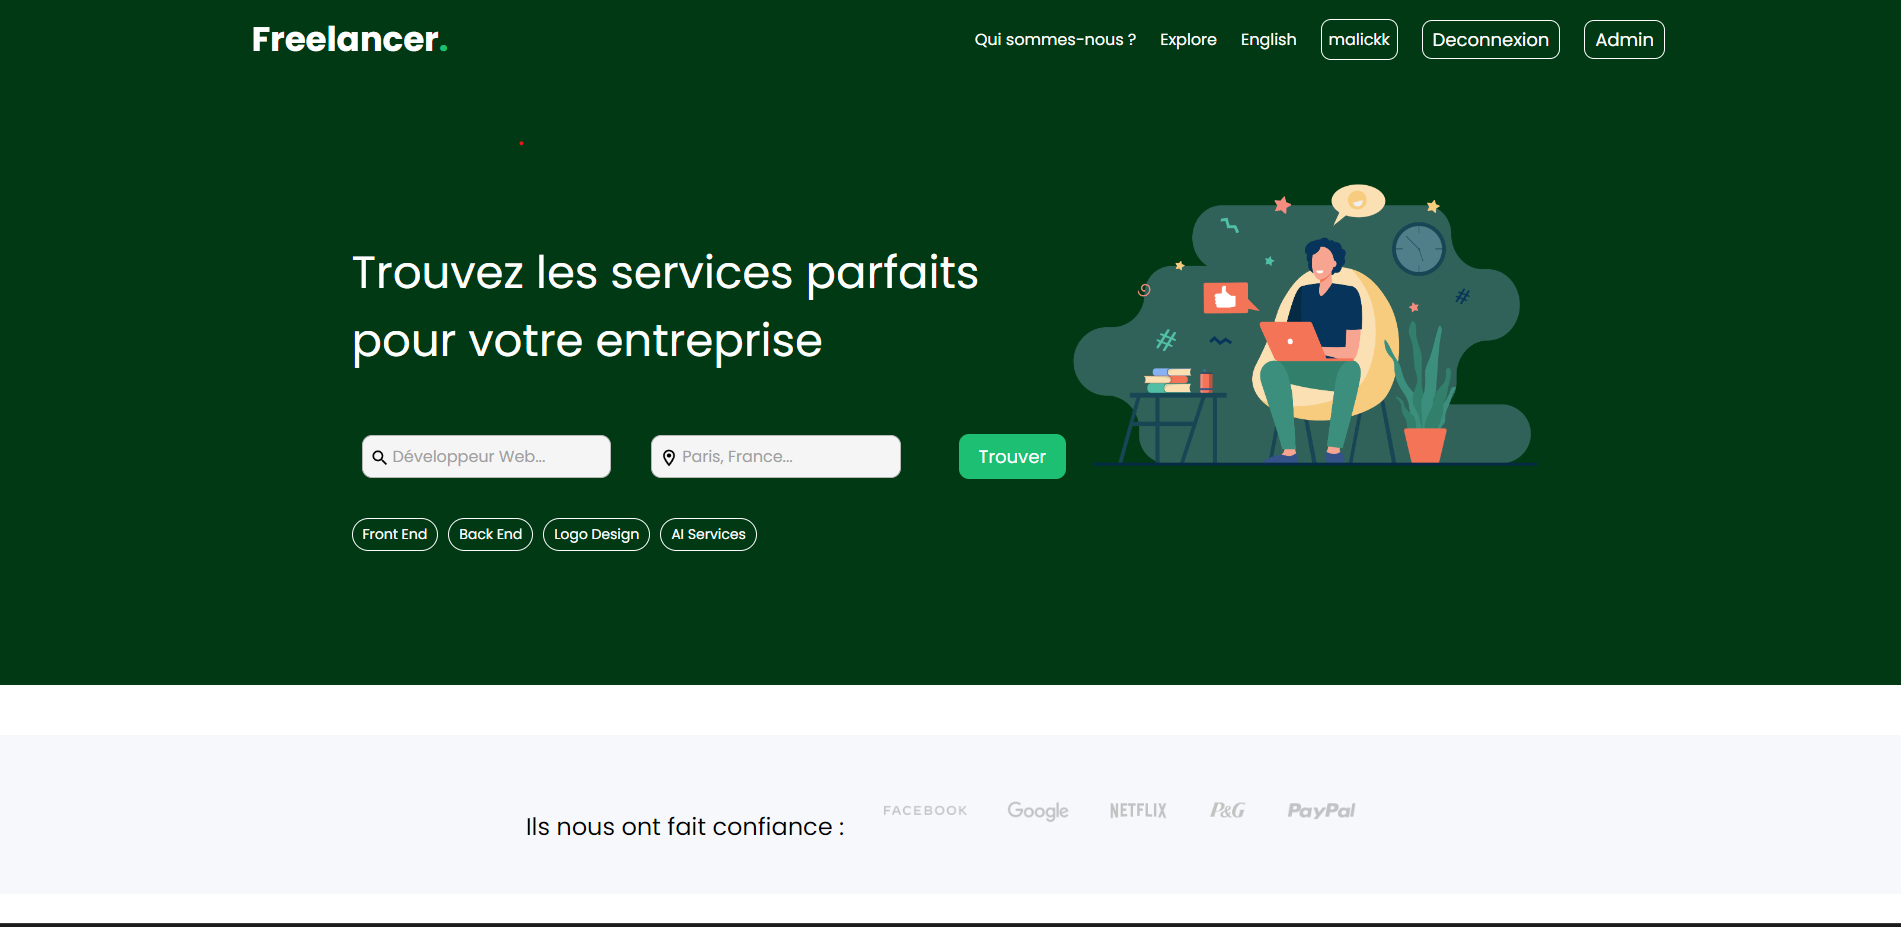 Freelancer.
Qui sommes-nous ? Explore English malickk Deconnexion Admin
Trouvez les services parfaits
pour votre entreprise
Développeur Web... Paris, France... Trouver
Front End Back End Logo Design AI Services
Ils nous ont fait confiance : FACEBOOK Google NETFLIX P&G PayPal